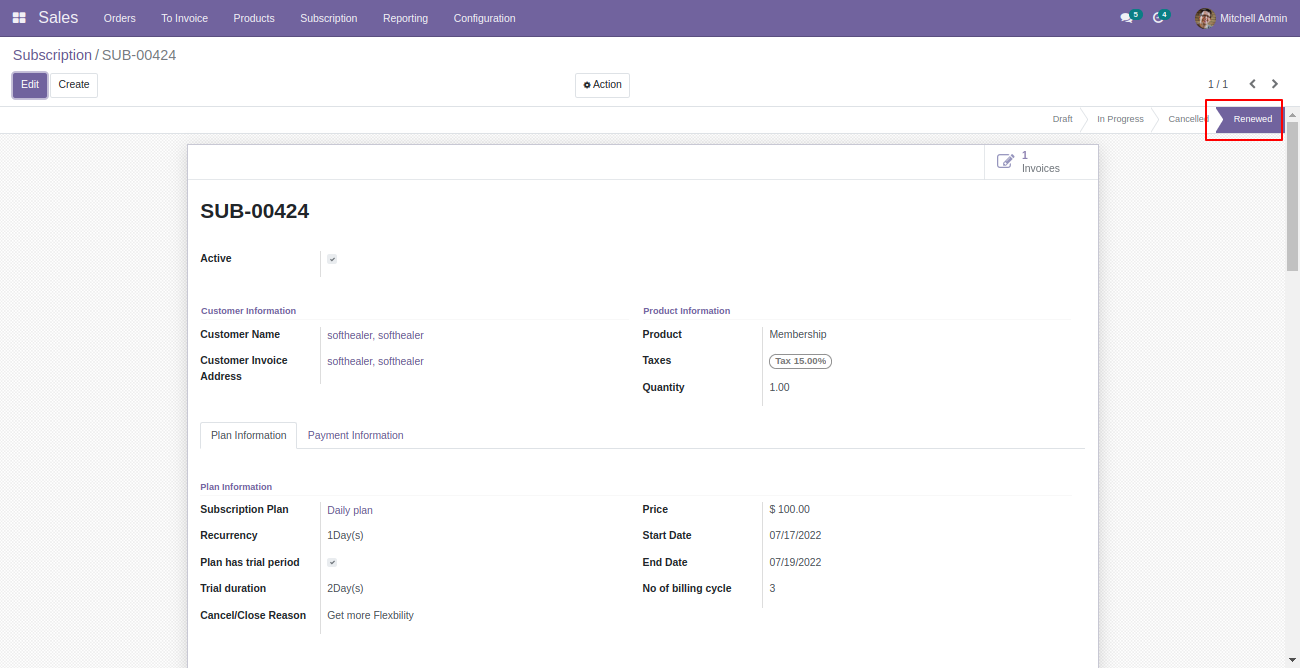 Sales Orders To Invoice Products Subscription Reporting Configuration 5 4 Mitchell Admin
Subscription / SUB-00424
Edit Create Action 1 / 1
Draft In Progress Cancelled Renewed
1
Invoices
SUB-00424
Active
Customer Information Product Information
Customer Name softhealer, softhealer Product Membership
Customer Invoice Address softhealer, softhealer Taxes Tax 15.00%
Quantity 1.00
Plan Information Payment Information
Plan Information
Subscription Plan Daily plan Price $ 100.00
Recurrency 1Day(s) Start Date 07/17/2022
Plan has trial period End Date 07/19/2022
Trial duration 2Day(s) No of billing cycle 3
Cancel/Close Reason Get more Flexbility